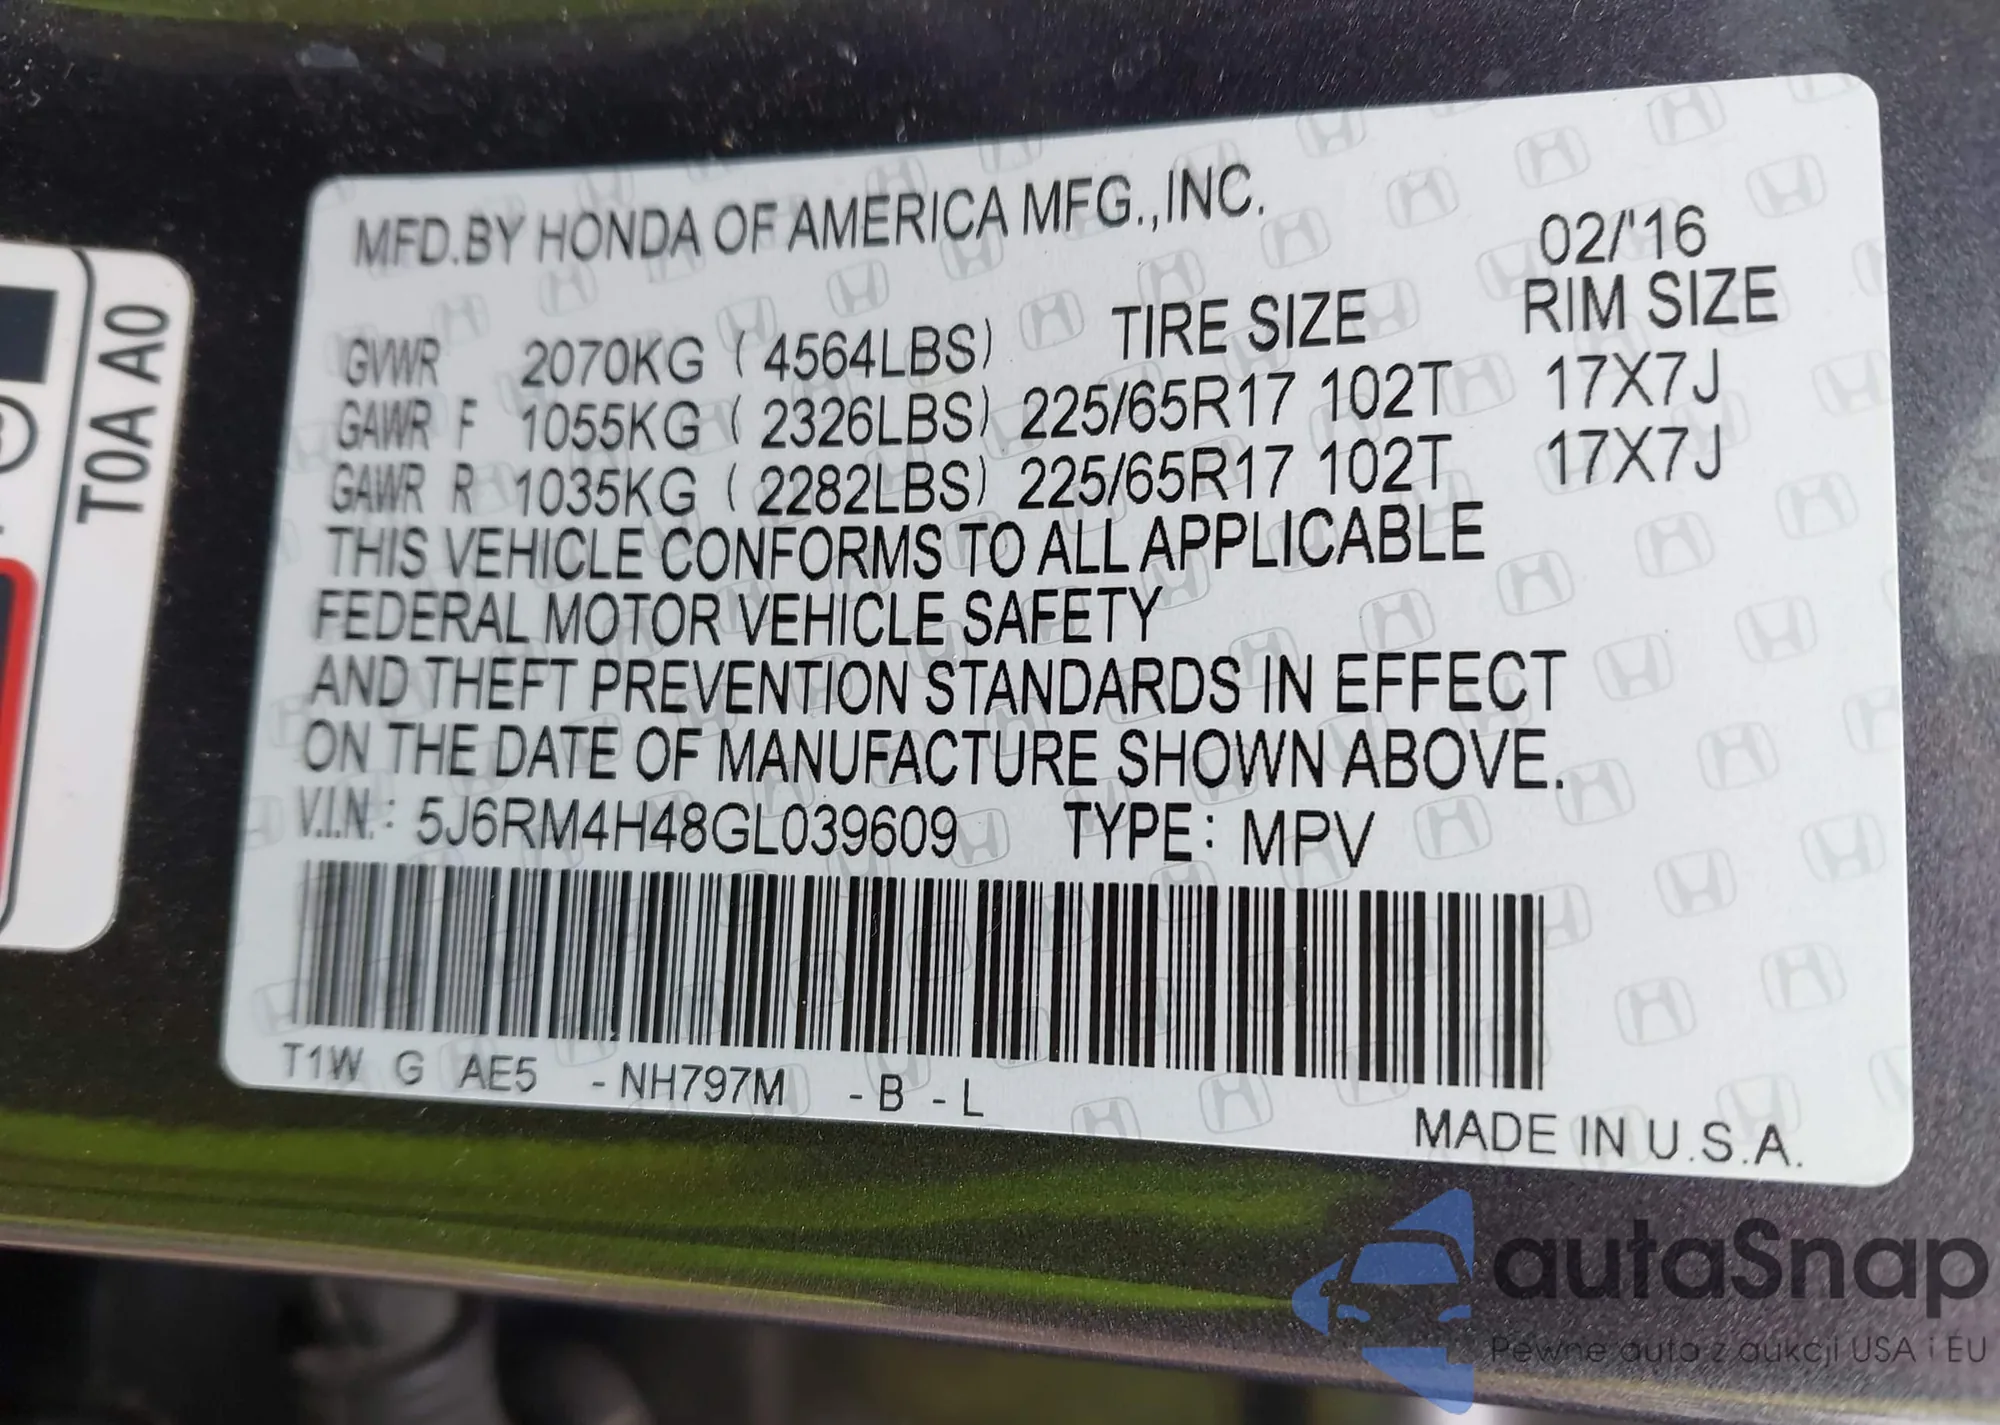 MFD.BY HONDA OF AMERICA MFG.,INC.
02/'16
TIRE SIZE RIM SIZE
GVWR 2070KG ( 4564LBS)
GAWR F 1055KG ( 2326LBS) 225/65R17 102T 17X7J
GAWR R 1035KG ( 2282LBS) 225/65R17 102T 17X7J
THIS VEHICLE CONFORMS TO ALL APPLICABLE
FEDERAL MOTOR VEHICLE SAFETY
AND THEFT PREVENTION STANDARDS IN EFFECT
ON THE DATE OF MANUFACTURE SHOWN ABOVE.
V.I.N.: 5J6RM4H48GL039609 TYPE: MPV
T1W G AE5 -NH797M -B -L
MADE IN U.S.A.
T0A A0
autaSnap
Pewne auta z aukcji USA i EU